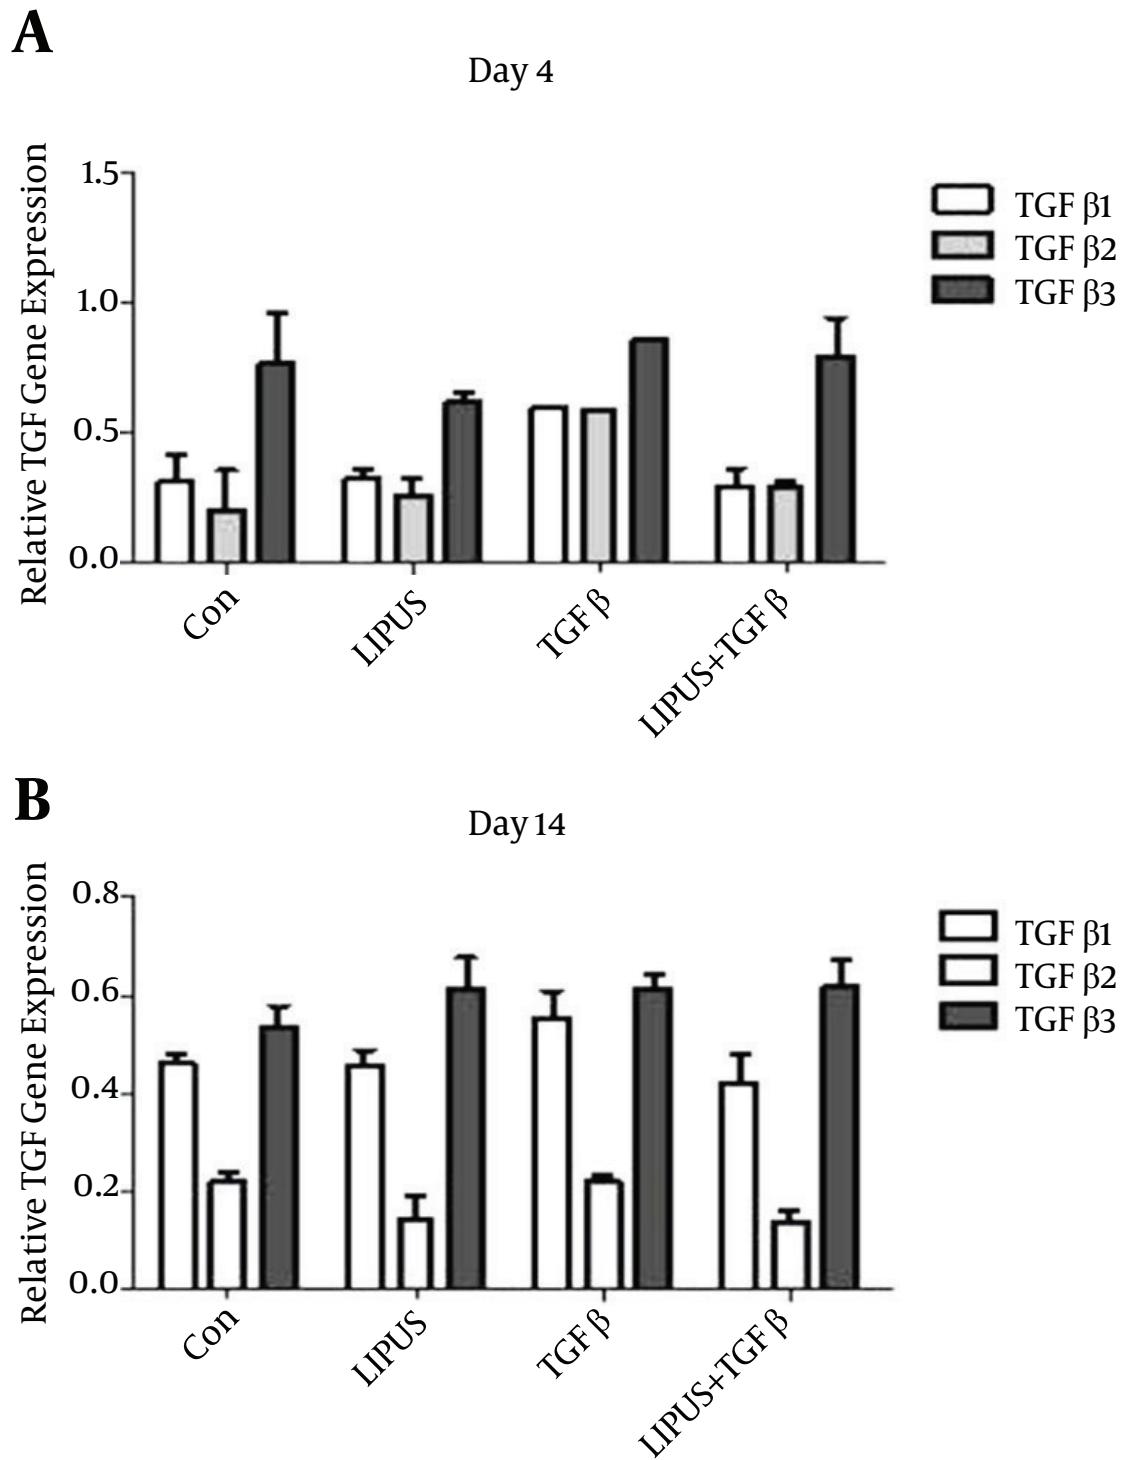 A
Day 4
Relative TGF Gene Expression
1.5
1.0
0.5
0.0
Con
LIPUS
TGF β
LIPUS+TGF β
TGF β1
TGF β2
TGF β3
B
Day 14
Relative TGF Gene Expression
0.8
0.6
0.4
0.2
0.0
Con
LIPUS
TGF β
LIPUS+TGF β
TGF β1
TGF β2
TGF β3